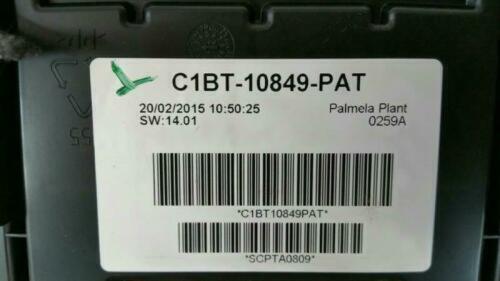 C1BT-10849-PAT
20/02/2015 10:50:25
Palmela Plant
SW:14.01
0259A
*C1BT10849PAT*
*SCPTA0809*